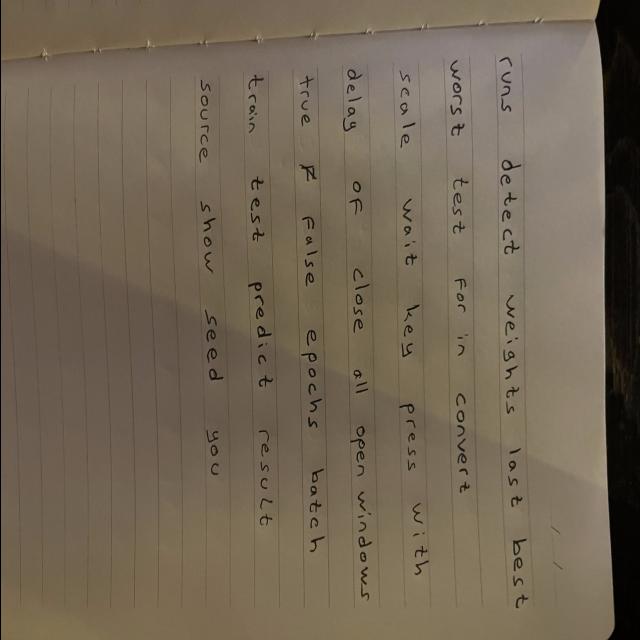 runs detect weights last best
worst test for in convert
scale wait key press with
delay of close all open windows
true false epochs batch
train test predict result
source show seed you